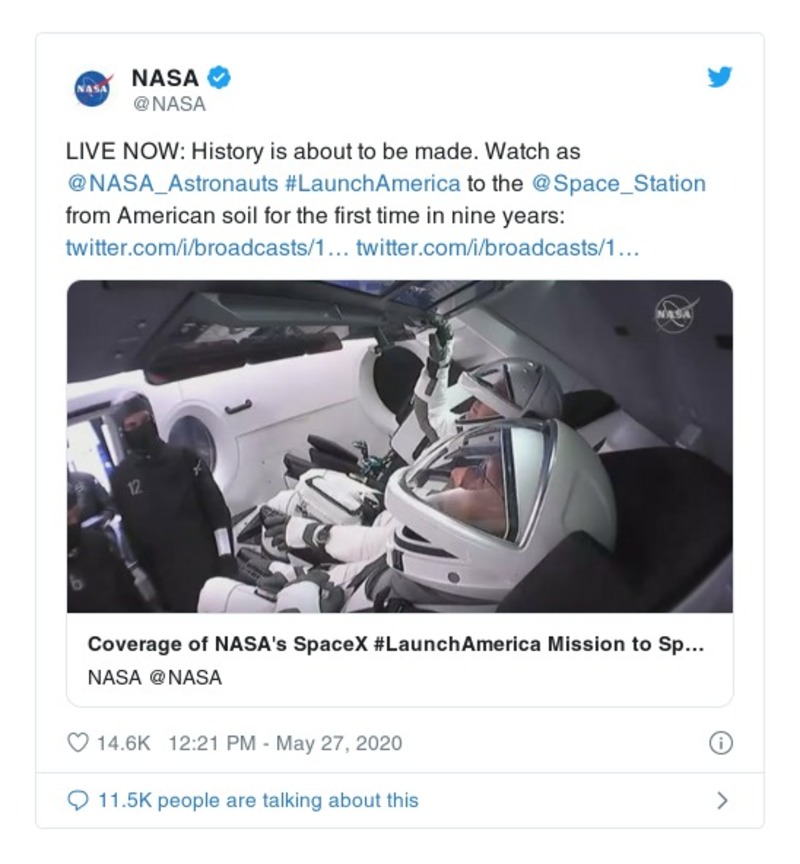 NASA
NASA
@NASA
LIVE NOW: History is about to be made. Watch as
@NASA_Astronauts #LaunchAmerica to the @Space_Station
from American soil for the first time in nine years:
twitter.com/i/broadcasts/1… twitter.com/i/broadcasts/1…
NASA
12
6
Coverage of NASA's SpaceX #LaunchAmerica Mission to Sp...
NASA @NASA
14.6K 12:21 PM - May 27, 2020
11.5K people are talking about this